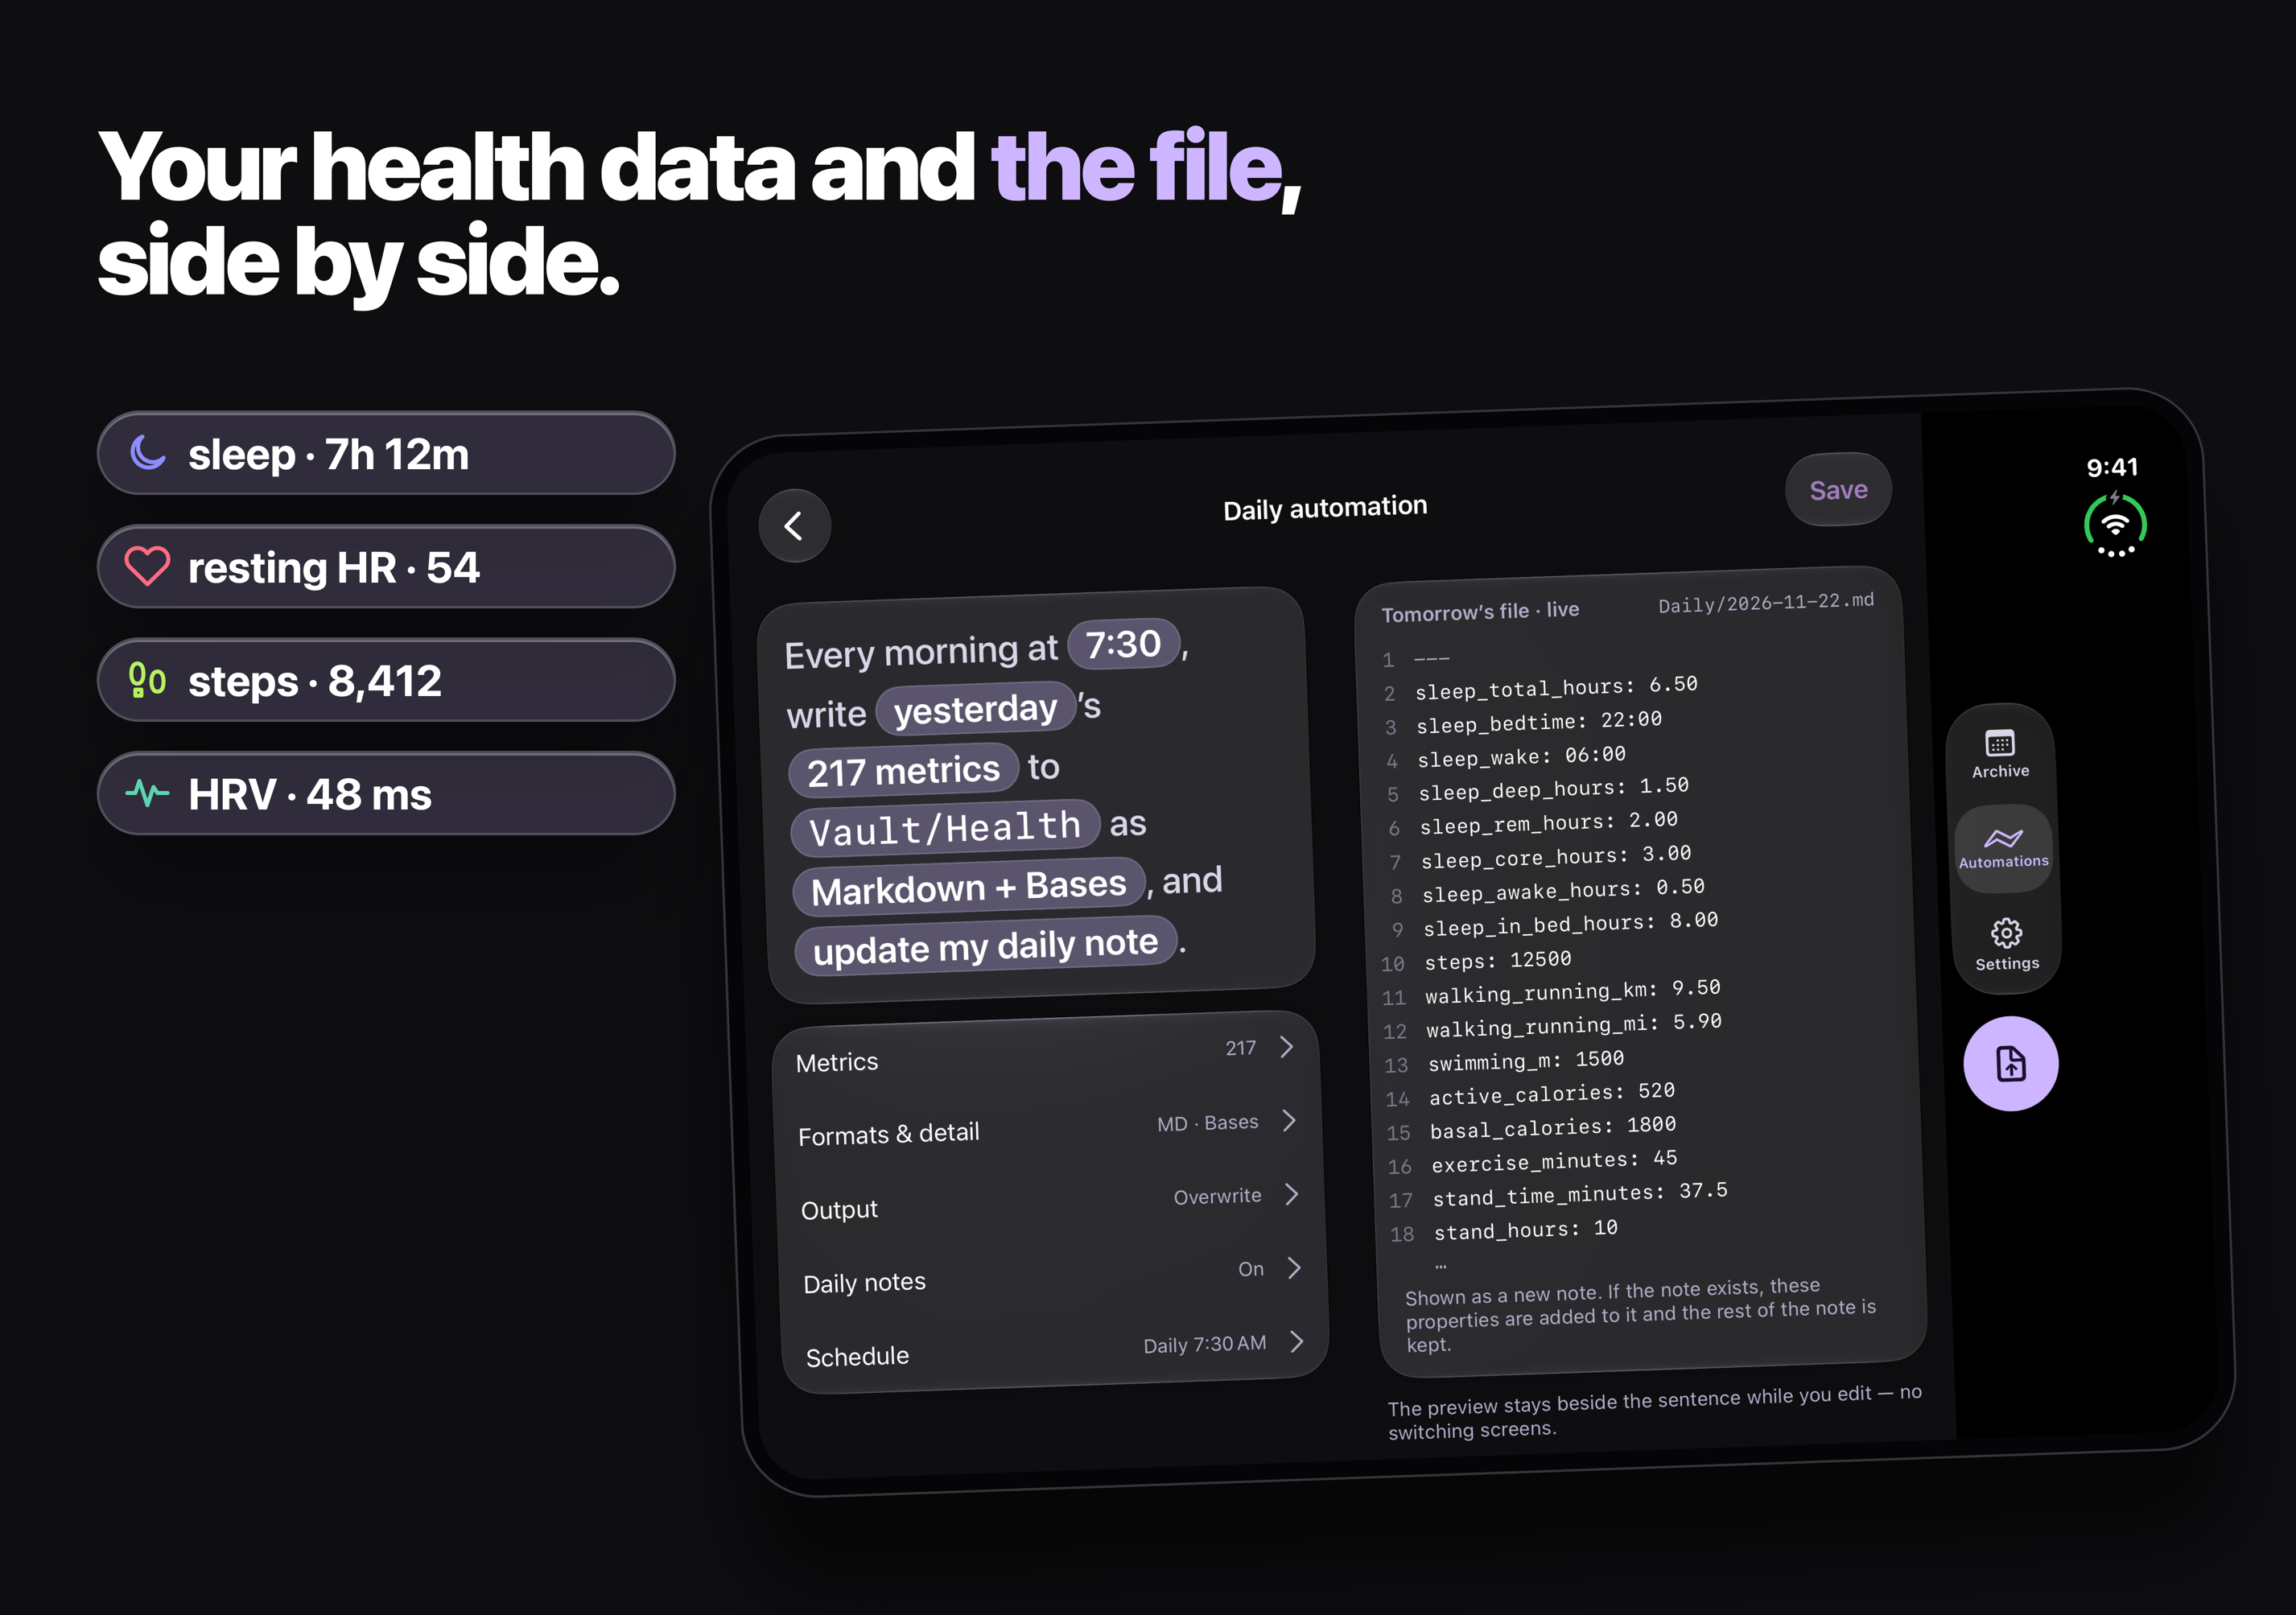 Your health data and the file,
side by side.
sleep · 7h 12m
resting HR · 54
steps · 8,412
HRV · 48 ms
Daily automation
Save
Every morning at 7:30,
write yesterday's
217 metrics to
Vault/Health as
Markdown + Bases, and
update my daily note.
Metrics 217
Formats & detail MD · Bases
Output Overwrite
Daily notes On
Schedule Daily 7:30 AM
Tomorrow's file · live Daily/2026-11-22.md
1 ---
2 sleep_total_hours: 6.50
3 sleep_bedtime: 22:00
4 sleep_wake: 06:00
5 sleep_deep_hours: 1.50
6 sleep_rem_hours: 2.00
7 sleep_core_hours: 3.00
8 sleep_awake_hours: 0.50
9 sleep_in_bed_hours: 8.00
10 steps: 12500
11 walking_running_km: 9.50
12 walking_running_mi: 5.90
13 swimming_m: 1500
14 active_calories: 520
15 basal_calories: 1800
16 exercise_minutes: 45
17 stand_time_minutes: 37.5
18 stand_hours: 10
…
Shown as a new note. If the note exists, these
properties are added to it and the rest of the note is
kept.
The preview stays beside the sentence while you edit — no
switching screens.
9:41
Archive
Automations
Settings